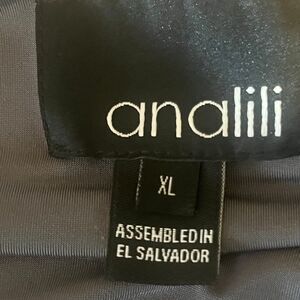 analili
XL
ASSEMBLED IN
EL SALVADOR